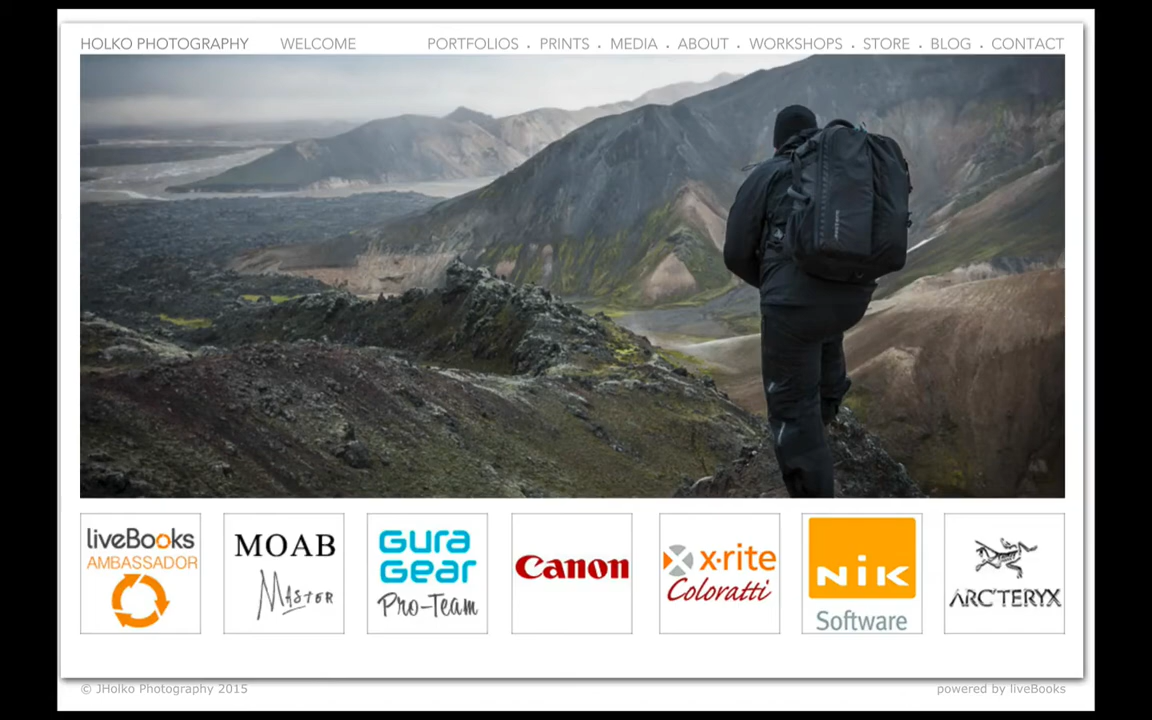 HOLKO PHOTOGRAPHY WELCOME PORTFOLIOS . PRINTS . MEDIA . ABOUT . WORKSHOPS . STORE . BLOG . CONTACT
liveBooks
AMBASSADOR
MOAB
MASTER
GURA
GEAR
Pro-Team
Canon
x·rite
Coloratti
NiK
Software
ARC'TERYX
© JHolko Photography 2015
powered by liveBooks